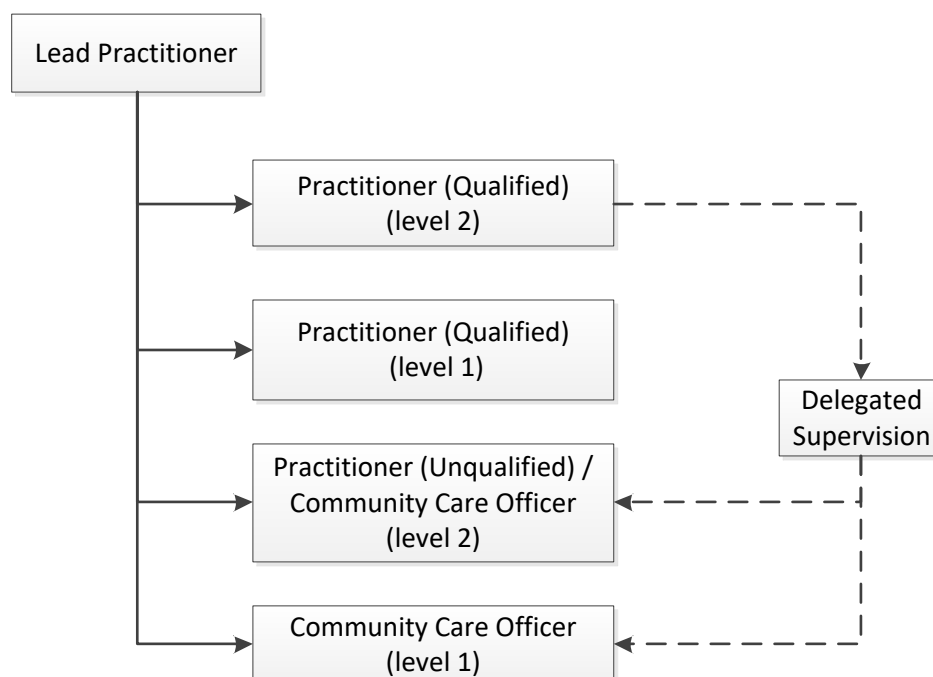 Lead Practitioner
Practitioner (Qualified)
(level 2)
Practitioner (Qualified)
(level 1)
Delegated
Supervision
Practitioner (Unqualified) /
Community Care Officer
(level 2)
Community Care Officer
(level 1)